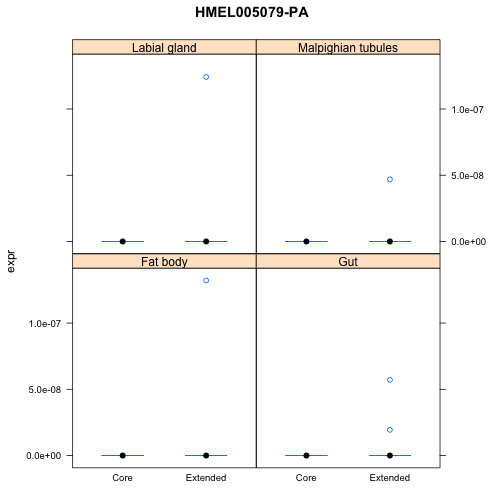 HMEL005079-PA
Labial gland
Malpighian tubules
1.0e-07
5.0e-08
0.0e+00
expr
Fat body
Gut
1.0e-07
5.0e-08
0.0e+00
Core
Extended
Core
Extended